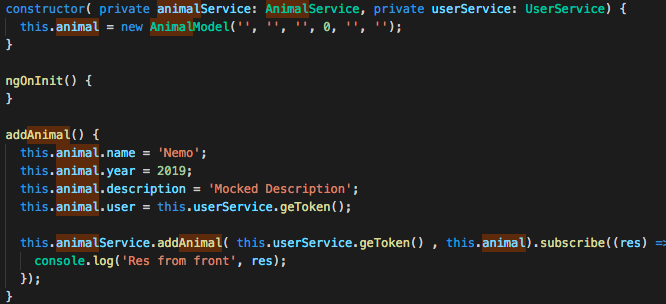 constructor( private animalService: AnimalService, private userService: UserService) {
this.animal = new AnimalModel('', '', '', 0, '', '');
}
ngOnInit() {
}
addAnimal() {
this.animal.name = 'Nemo';
this.animal.year = 2019;
this.animal.description = 'Mocked Description';
this.animal.user = this.userService.geToken();
this.animalService.addAnimal( this.userService.geToken() , this.animal).subscribe((res) =>
console.log('Res from front', res);
});
}